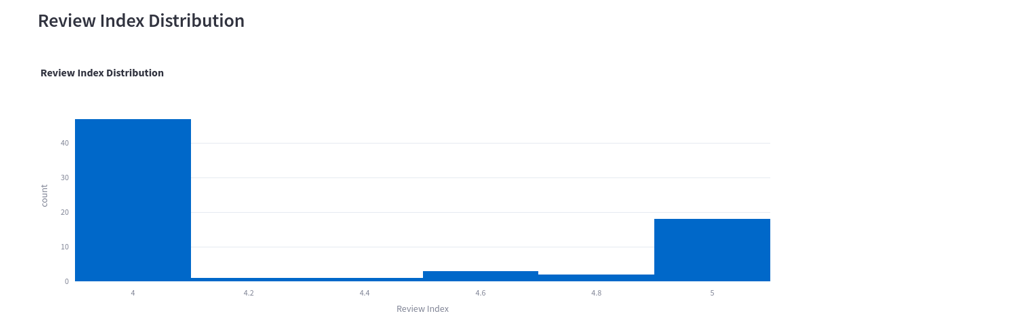 Review Index Distribution
Review Index Distribution
count
40
30
20
10
0
4 4.2 4.4 4.6 4.8 5
Review Index